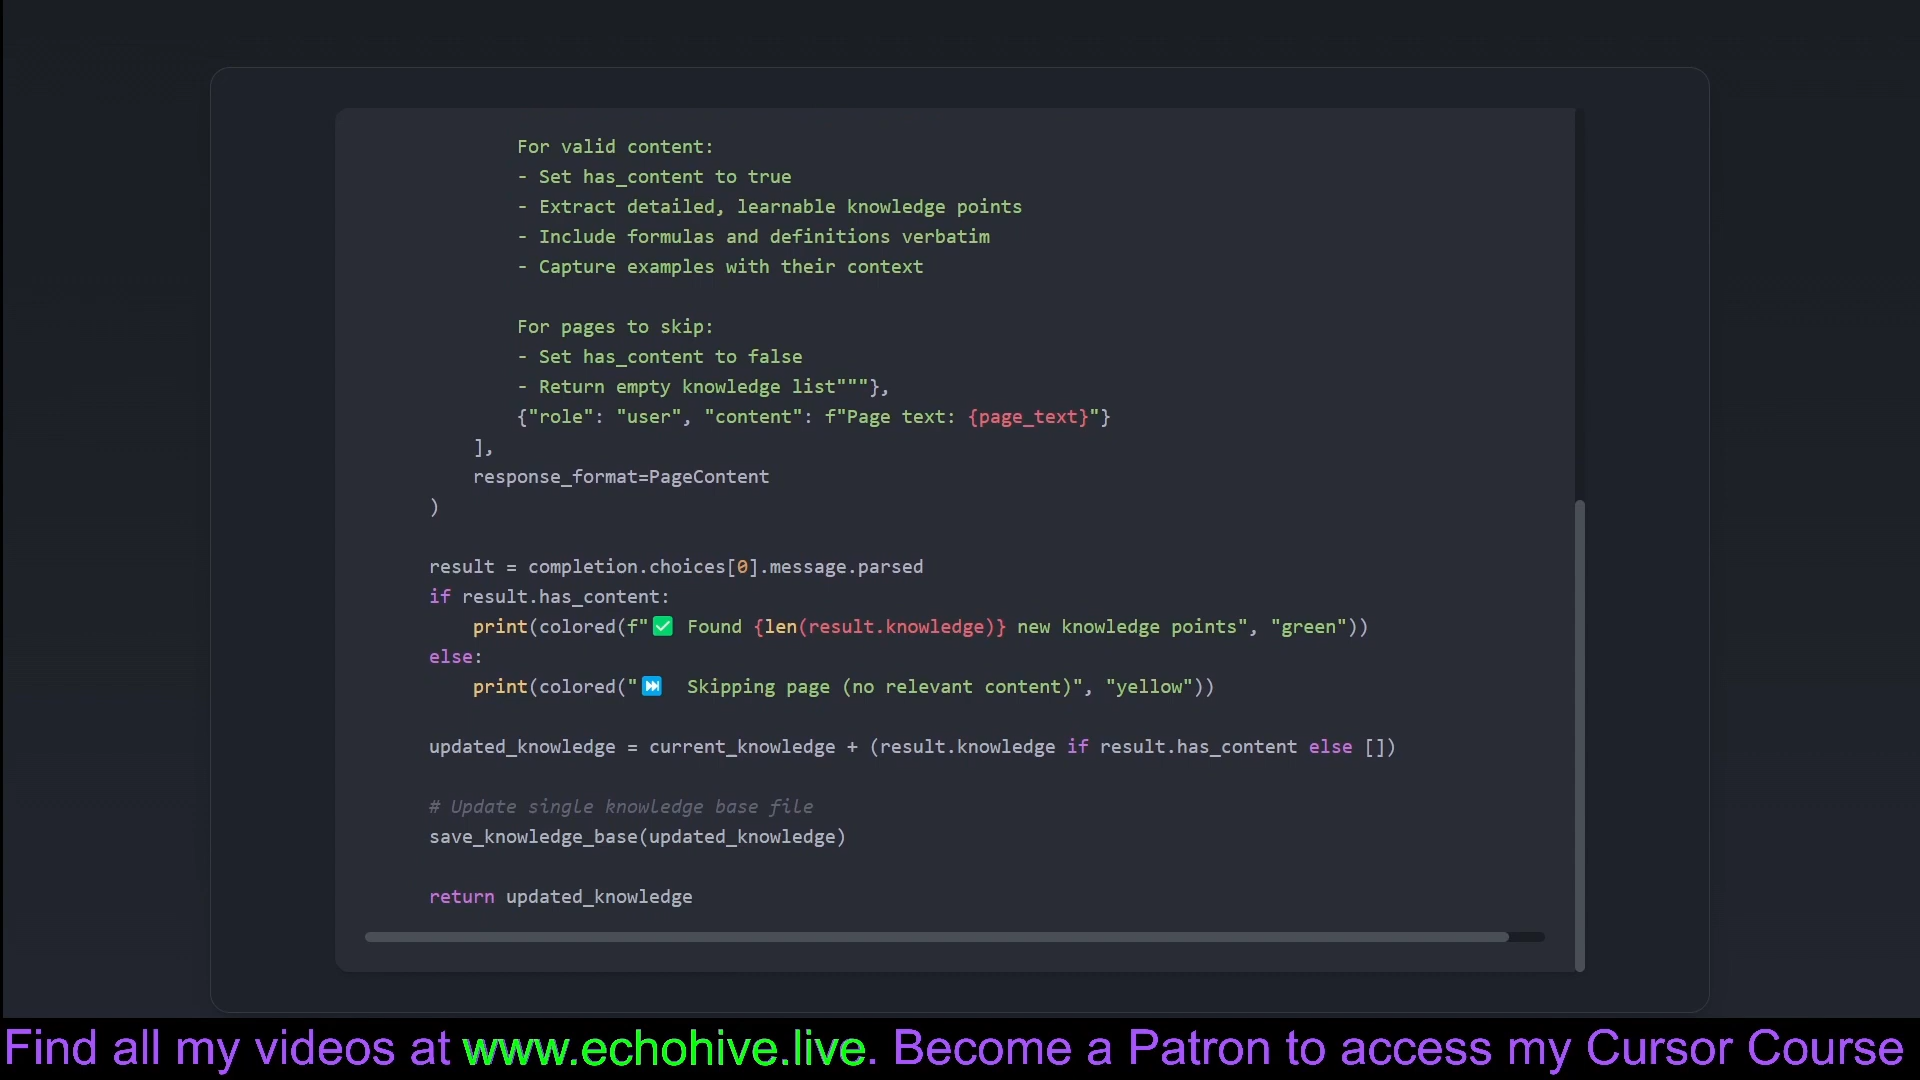 For valid content:
- Set has_content to true
- Extract detailed, learnable knowledge points
- Include formulas and definitions verbatim
- Capture examples with their context
For pages to skip:
- Set has_content to false
- Return empty knowledge list"""},
{"role": "user", "content": f"Page text: {page_text}"}
],
response_format=PageContent
)
result = completion.choices[0].message.parsed
if result.has_content:
print(colored(f"✅ Found {len(result.knowledge)} new knowledge points", "green"))
else:
print(colored("⏭️ Skipping page (no relevant content)", "yellow"))
updated_knowledge = current_knowledge + (result.knowledge if result.has_content else [])
# Update single knowledge base file
save_knowledge_base(updated_knowledge)
return updated_knowledge
Find all my videos at www.echohive.live. Become a Patron to access my Cursor Course